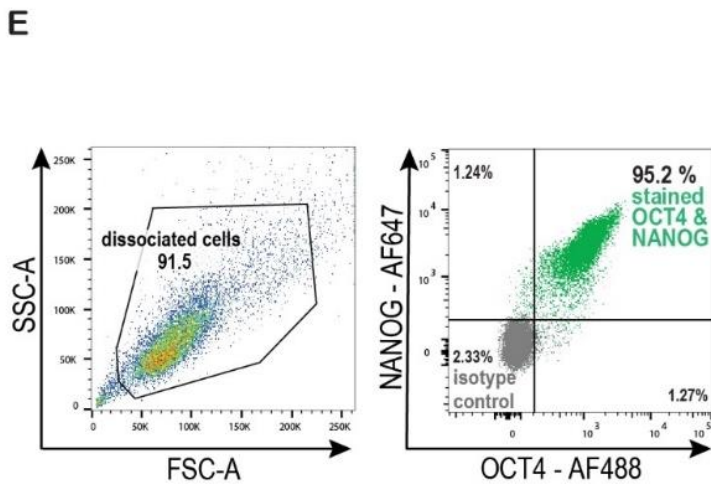 E
250K
200K
150K
100K
50K
0
SSC-A
dissociated cells
91.5
0 50K 100K 150K 200K 250K
FSC-A
10^5
10^4
10^3
0
NANOG - AF647
1.24%
95.2 %
stained
OCT4 &
NANOG
2.33%
isotype
control
1.27%
0 10^3 10^4 10^5
OCT4 - AF488